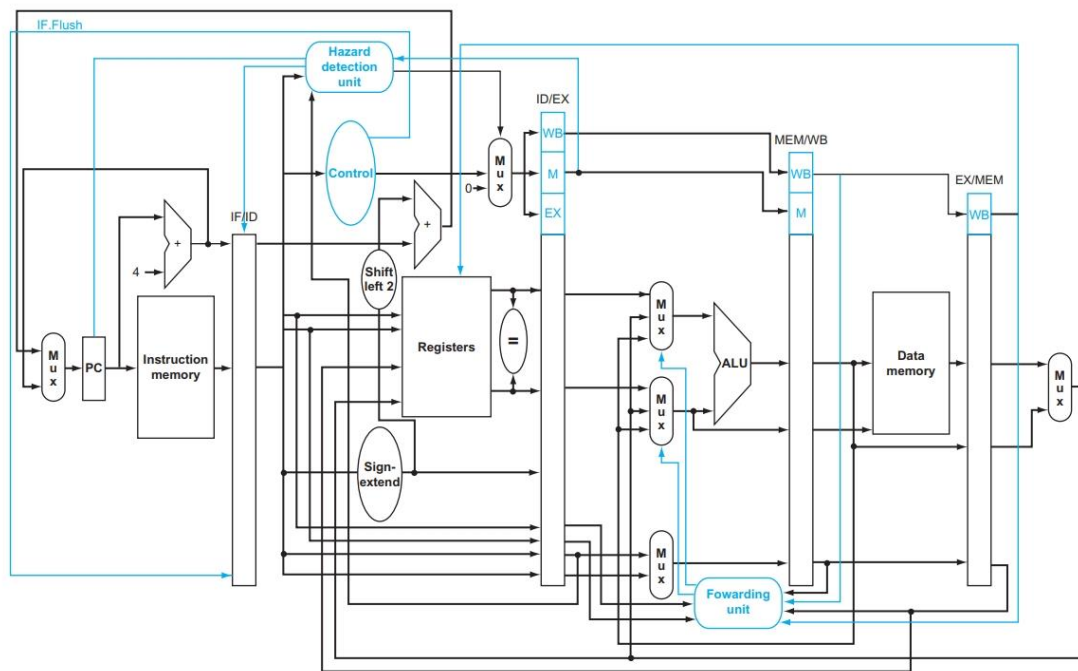 IF.Flush
Hazard
detection
unit
ID/EX
WB
MEM/WB
Control
M
u
x
M
WB
EX/MEM
0
EX
M
WB
IF/ID
+
+
4
Shift
left 2
M
u
x
PC
Instruction
memory
Registers
=
M
u
x
ALU
Data
memory
M
u
x
M
u
x
Sign-
extend
M
u
x
Fowarding
unit